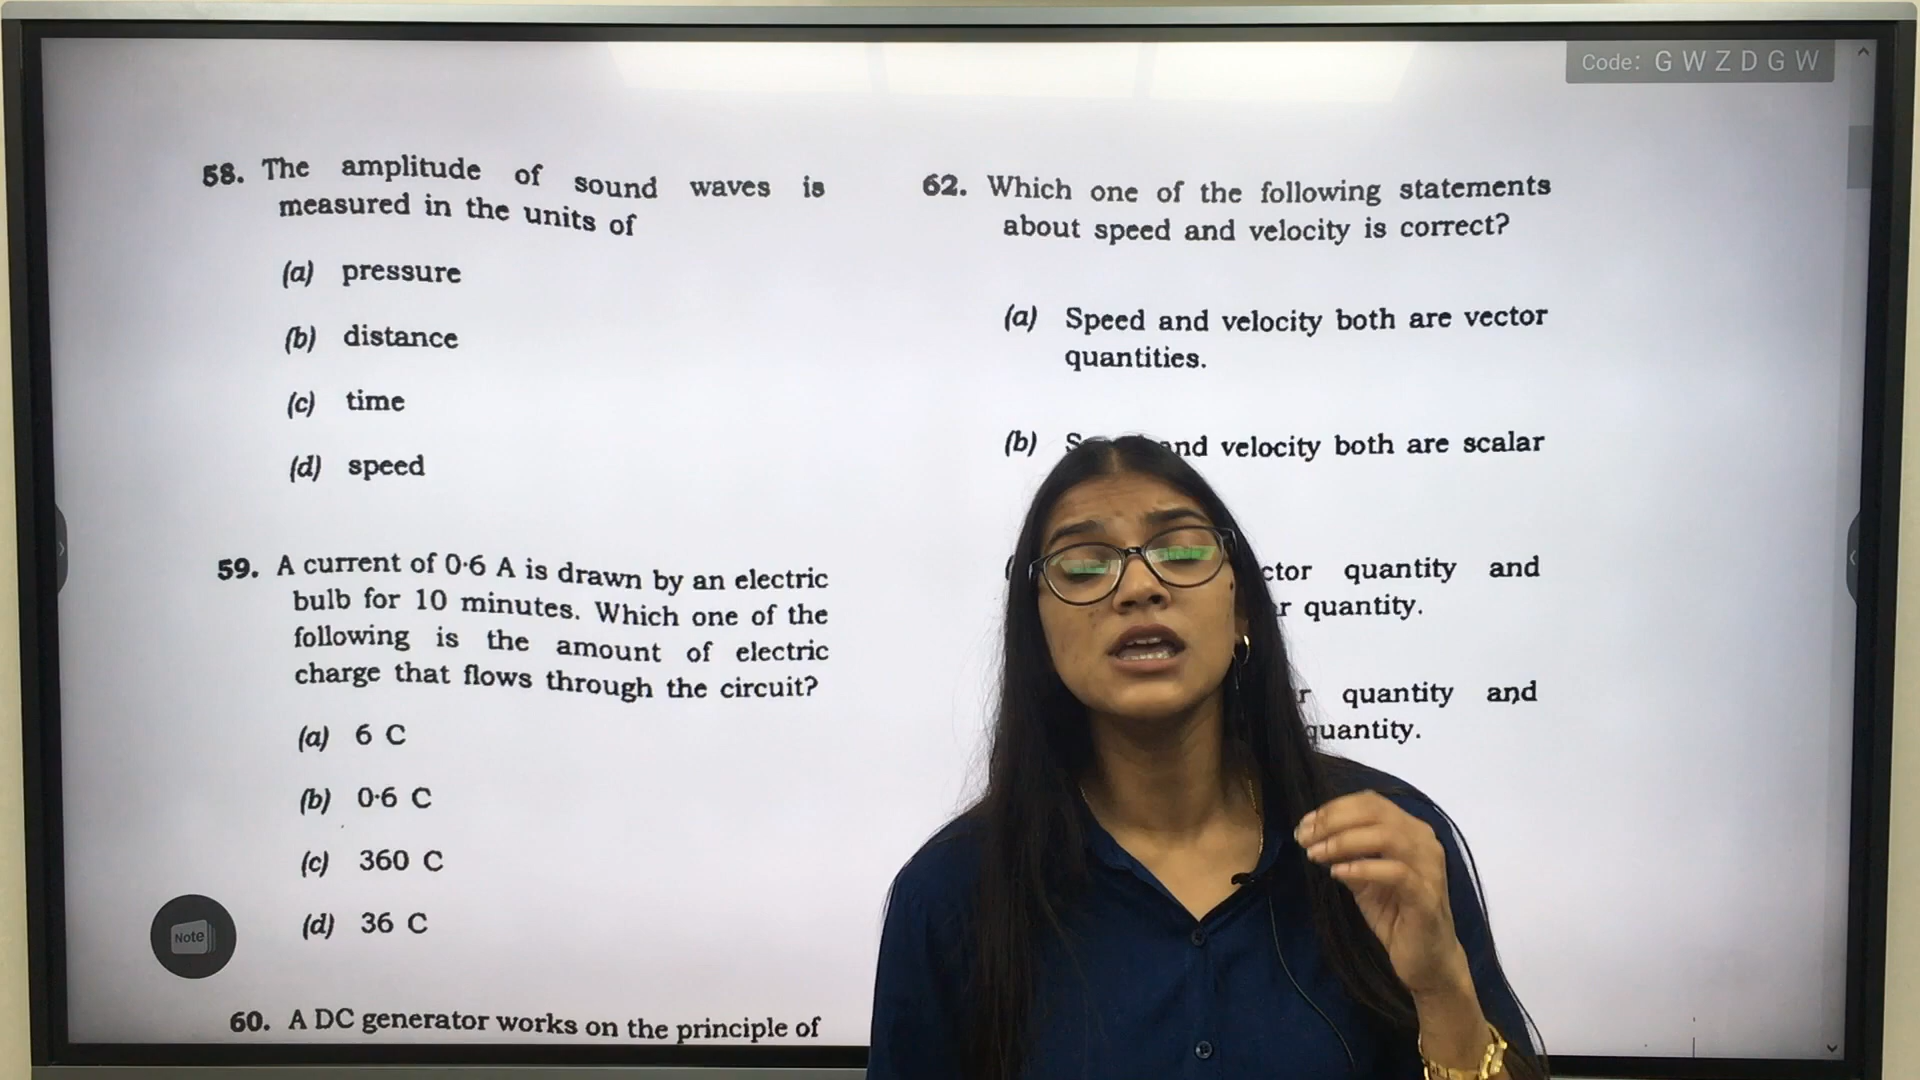 Code: G W Z D G W
58. The amplitude of sound waves is
measured in the units of
(a) pressure
(b) distance
(c) time
(d) speed
59. A current of 0·6 A is drawn by an electric
bulb for 10 minutes. Which one of the
following is the amount of electric
charge that flows through the circuit?
(a) 6 C
(b) 0·6 C
(c) 360 C
(d) 36 C
Note
60. A DC generator works on the principle of
62. Which one of the following statements
about speed and velocity is correct?
(a) Speed and velocity both are vector
quantities.
(b) velocity both are scalar
quantity and
quantity.
quantity and
quantity.